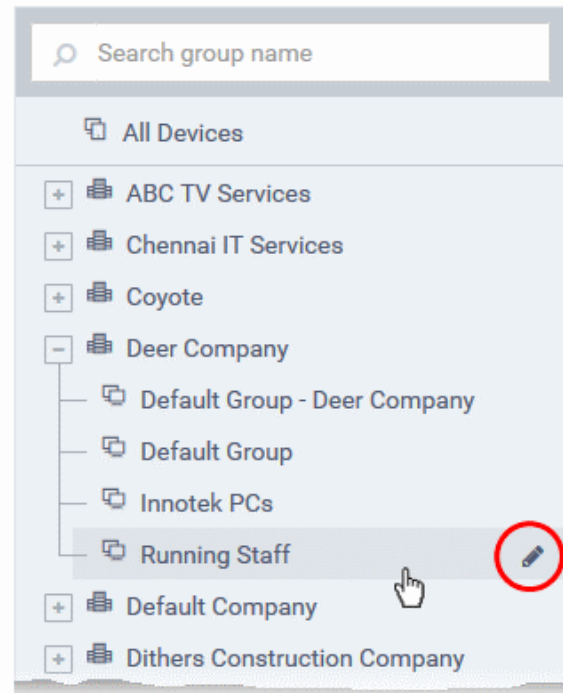 Search group name
All Devices
ABC TV Services
Chennai IT Services
Coyote
Deer Company
Default Group - Deer Company
Default Group
Innotek PCs
Running Staff
Default Company
Dithers Construction Company